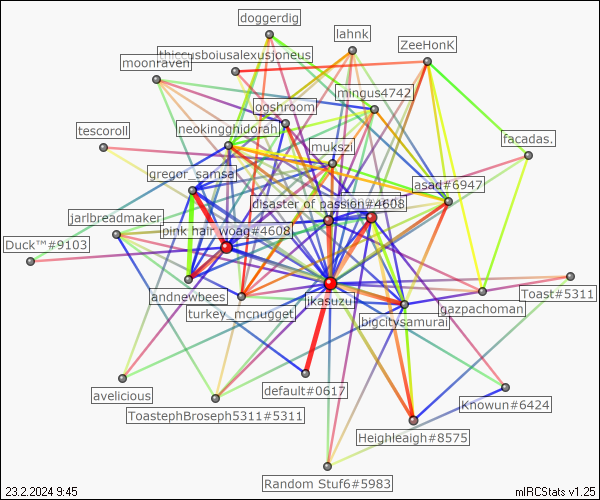 doggerdig
lahnk
ZeeHonK
thiccusboiusalexusjoneus
moonraven
mingus4742
ogshroom
tescoroll
neokinghidorah
mukszi
facadas.
gregor_samsa
asad#6947
disaster of passion#4608
jarlbreadmaker
pink hair woag#4608
Duck™#9103
Toast#5311
andnewbees
ikasuzu
gazpachoman
turkey_mcnugget
bigcitysamurai
default#0617
avelicious
Knowun#6424
ToastephBroseph5311#5311
Heighleaigh#8575
Random Stuf6#5983
23.2.2024 9:45
mIRCStats v1.25